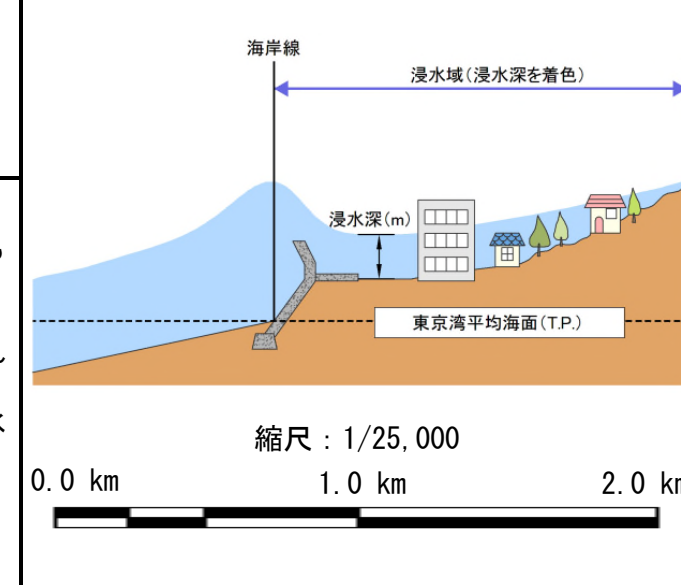 海岸線
浸水域(浸水深を着色)
浸水深(m)
東京湾平均海面(T.P.)
縮尺：1/25,000
0.0 km 1.0 km 2.0 km